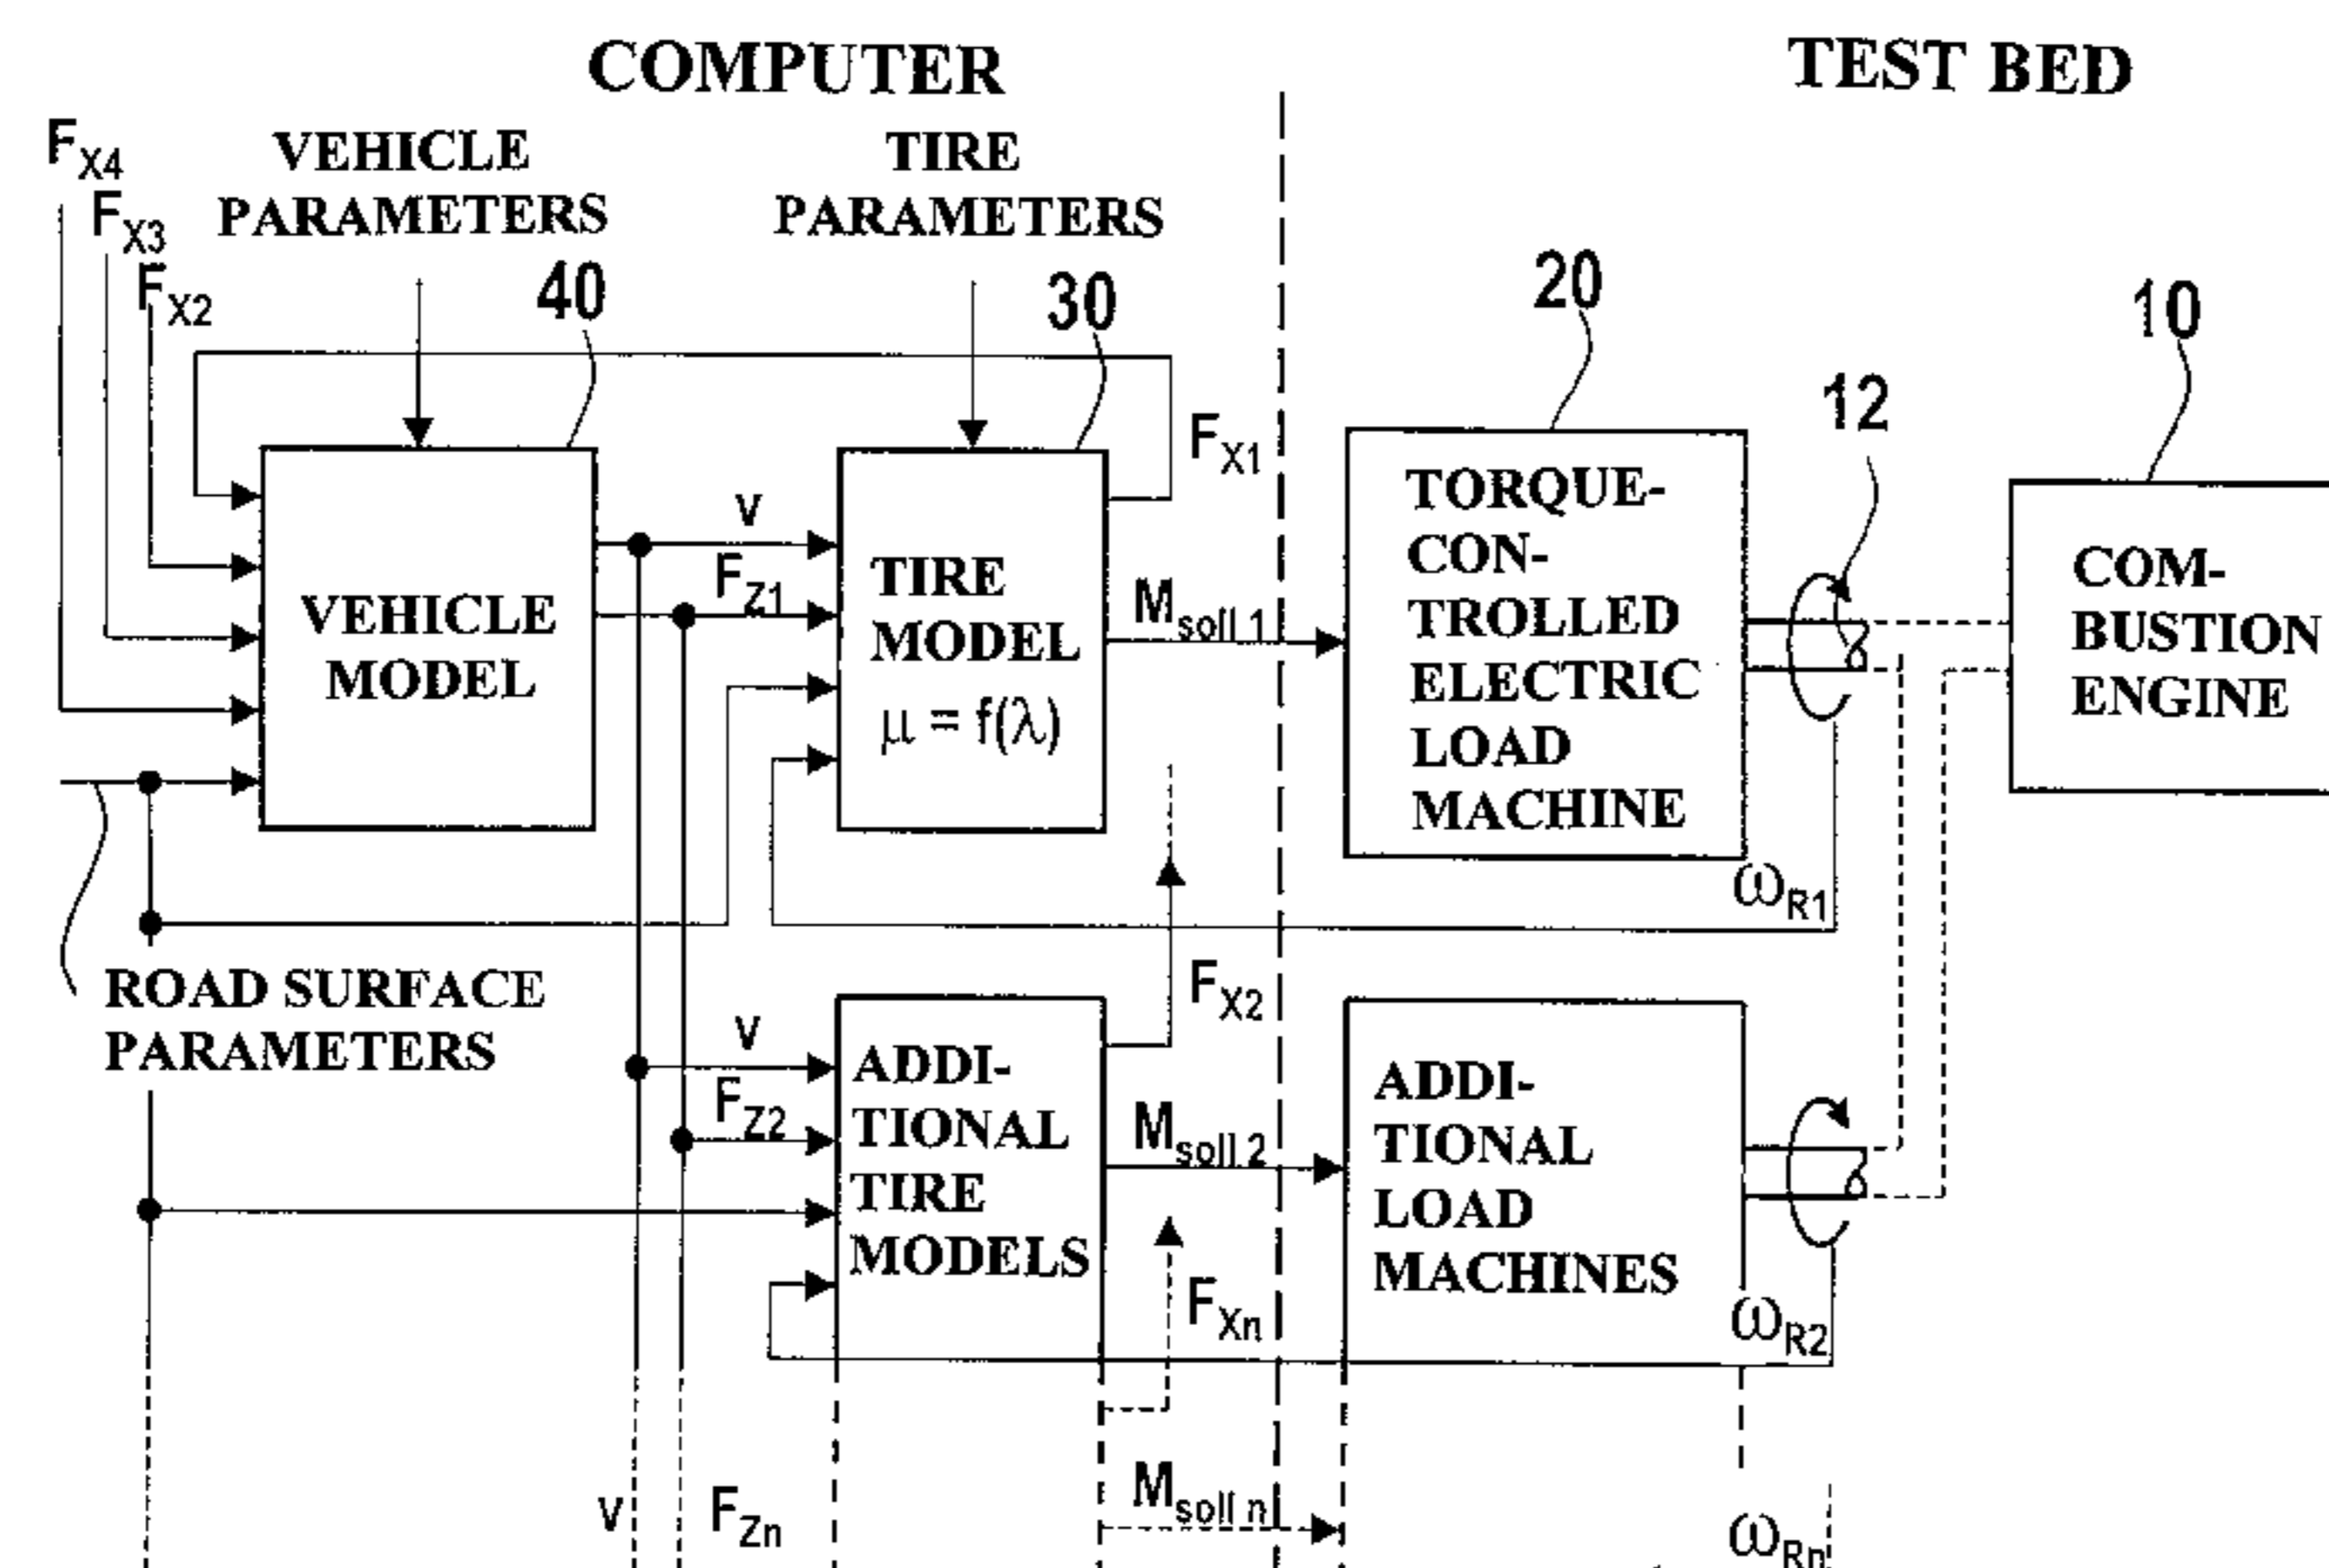 COMPUTER
TEST BED
F_X4
F_X3
F_X2
VEHICLE
PARAMETERS
TIRE
PARAMETERS
40
30
20
12
10
F_X1
VEHICLE
MODEL
v
F_Z1
TIRE
MODEL
μ = f(λ)
M_soll 1
TORQUE-
CON-
TROLLED
ELECTRIC
LOAD
MACHINE
COM-
BUSTION
ENGINE
ω_R1
ROAD SURFACE
PARAMETERS
v
F_Z2
ADDI-
TIONAL
TIRE
MODELS
F_X2
M_soll 2
F_Xn
ADDI-
TIONAL
LOAD
MACHINES
ω_R2
v
F_Zn
M_soll n
ω_Rn